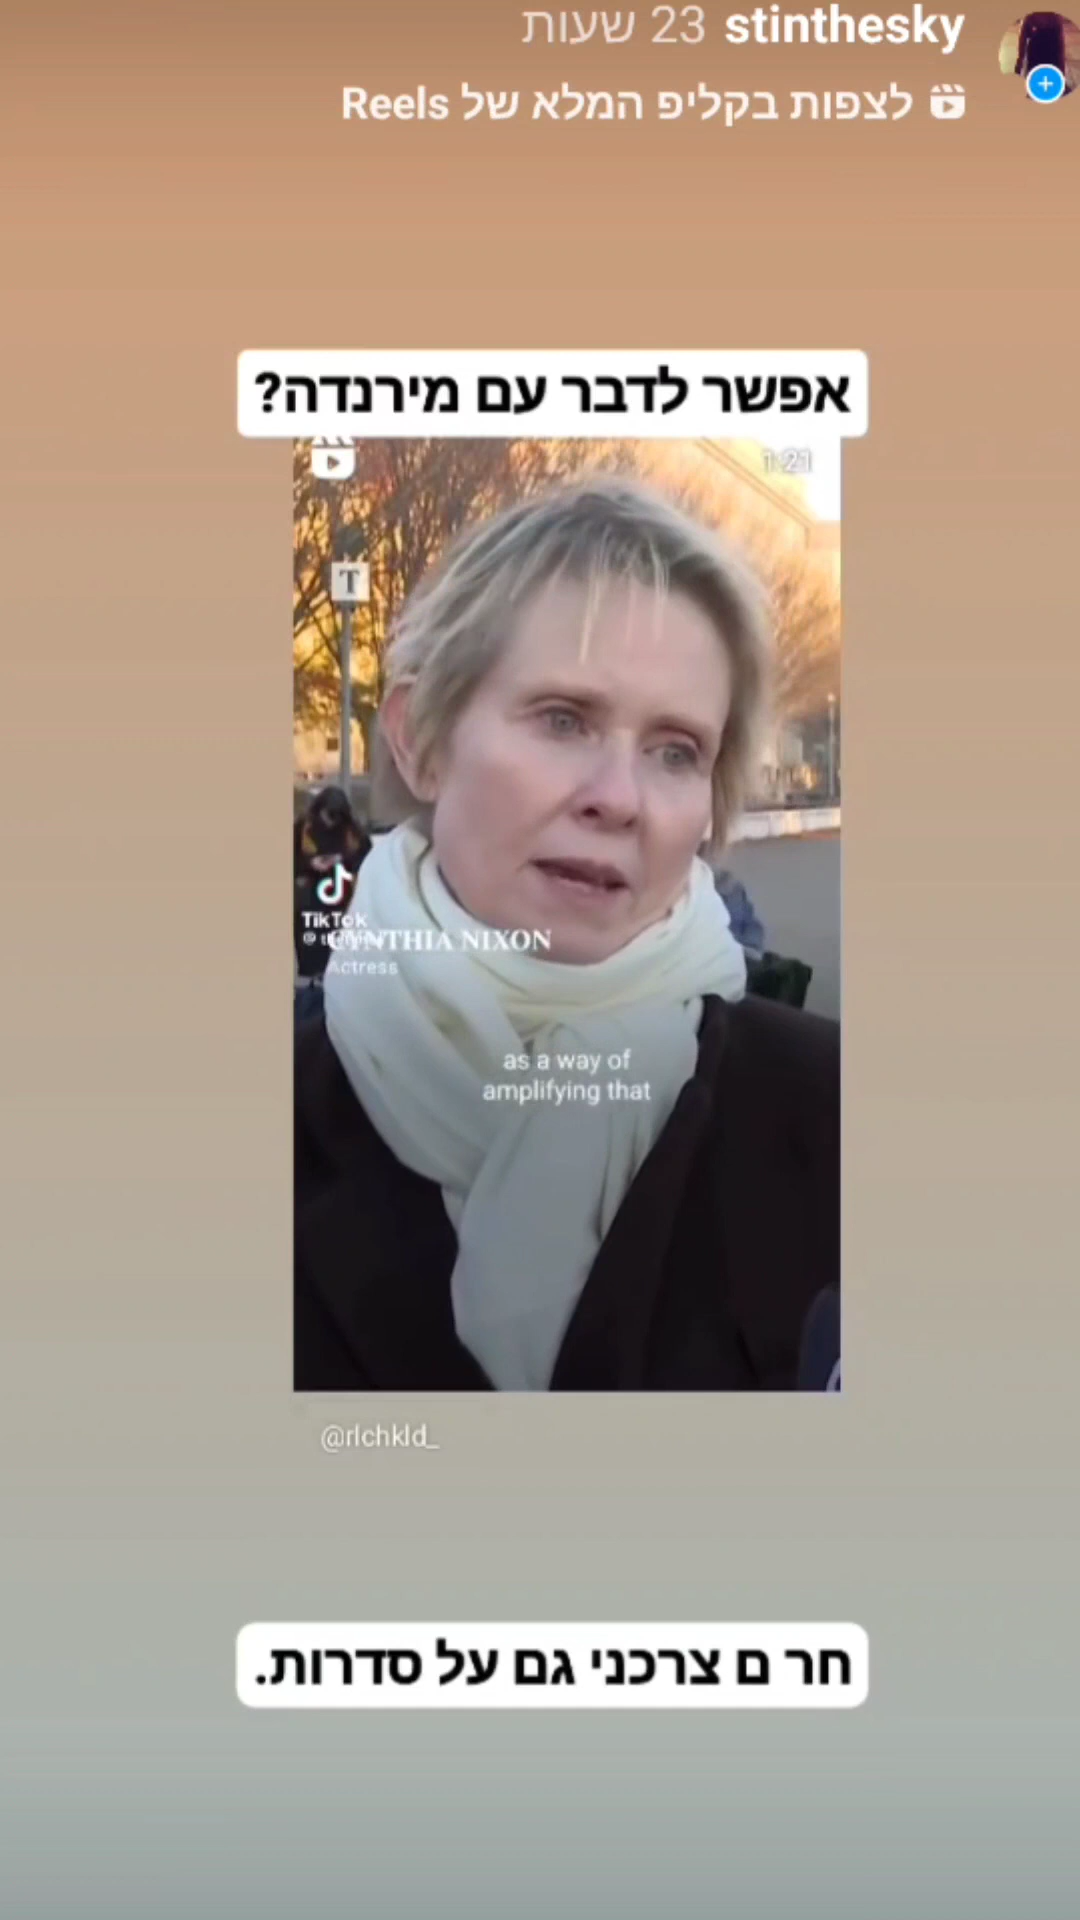 stinthesky 23 שעות
לצפות בקליפ המלא של Reels
אפשר לדבר עם מירנדה?
1:21
T
TikTok
CYNTHIA NIXON
Actress
as a way of
amplifying that
@rlchkld_
חר ם צרכני גם על סדרות.